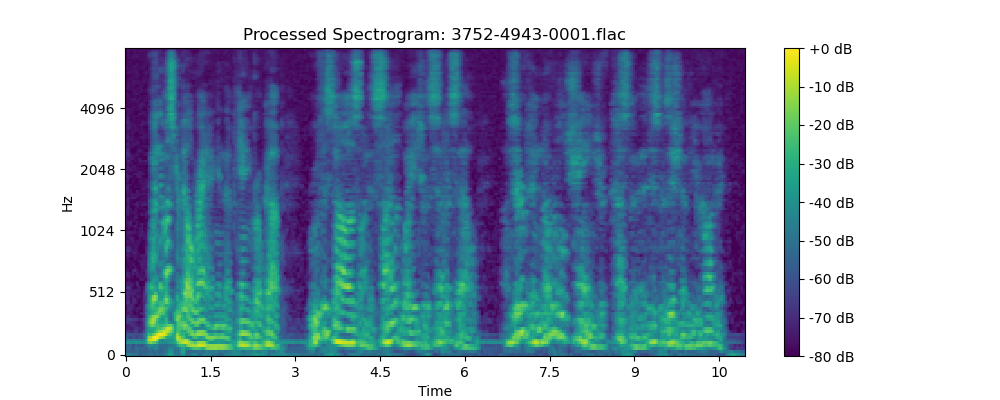 Processed Spectrogram: 3752-4943-0001.flac
Hz
4096
2048
1024
512
0
0 1.5 3 4.5 6 7.5 9 10
Time
+0 dB
-10 dB
-20 dB
-30 dB
-40 dB
-50 dB
-60 dB
-70 dB
-80 dB